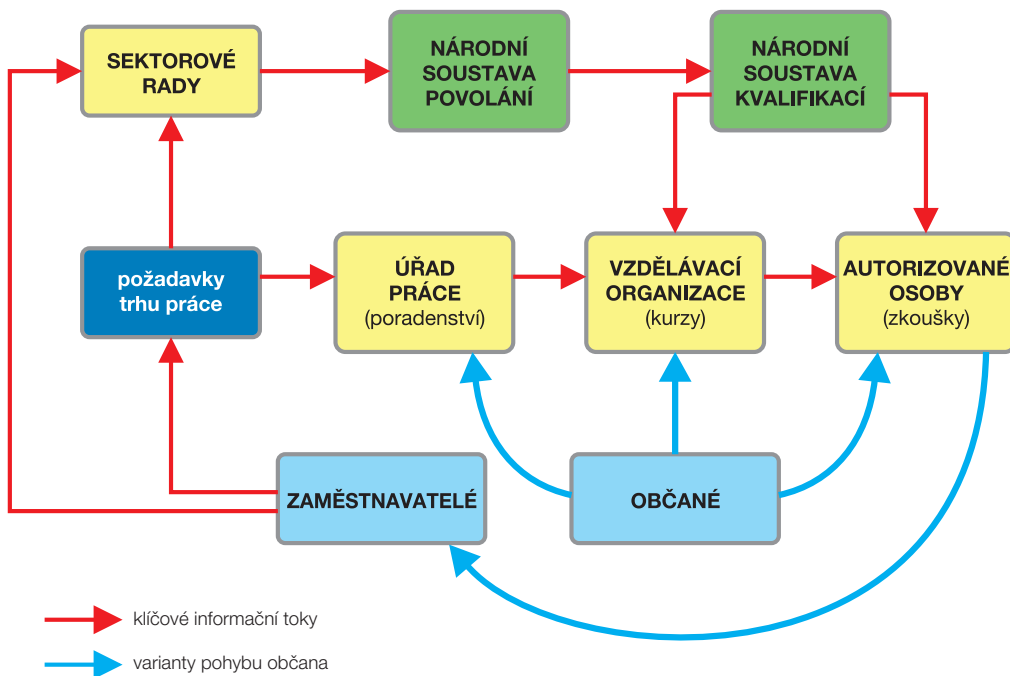 SEKTOROVÉ
RADY
NÁRODNÍ
SOUSTAVA
POVOLÁNÍ
NÁRODNÍ
SOUSTAVA
KVALIFIKACÍ
požadavky
trhu práce
ÚŘAD
PRÁCE
(poradenství)
VZDĚLÁVACÍ
ORGANIZACE
(kurzy)
AUTORIZOVANÉ
OSOBY
(zkoušky)
ZAMĚSTNAVATELÉ
OBČANÉ
klíčové informační toky
varianty pohybu občana